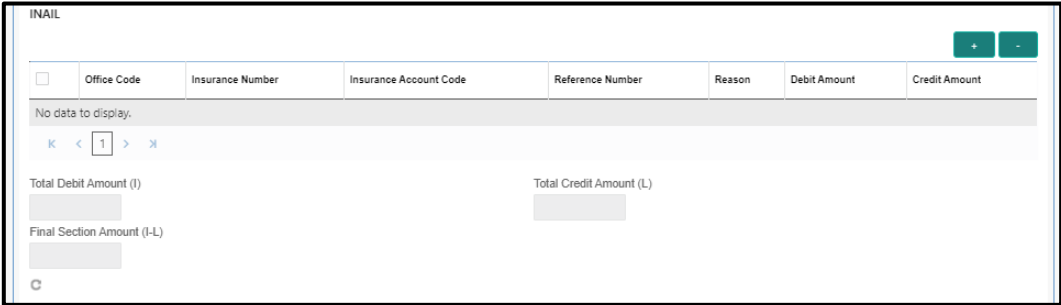 INAIL
+ -
Office Code Insurance Number Insurance Account Code Reference Number Reason Debit Amount Credit Amount
No data to display.
1
Total Debit Amount (I) Total Credit Amount (L)
Final Section Amount (I-L)